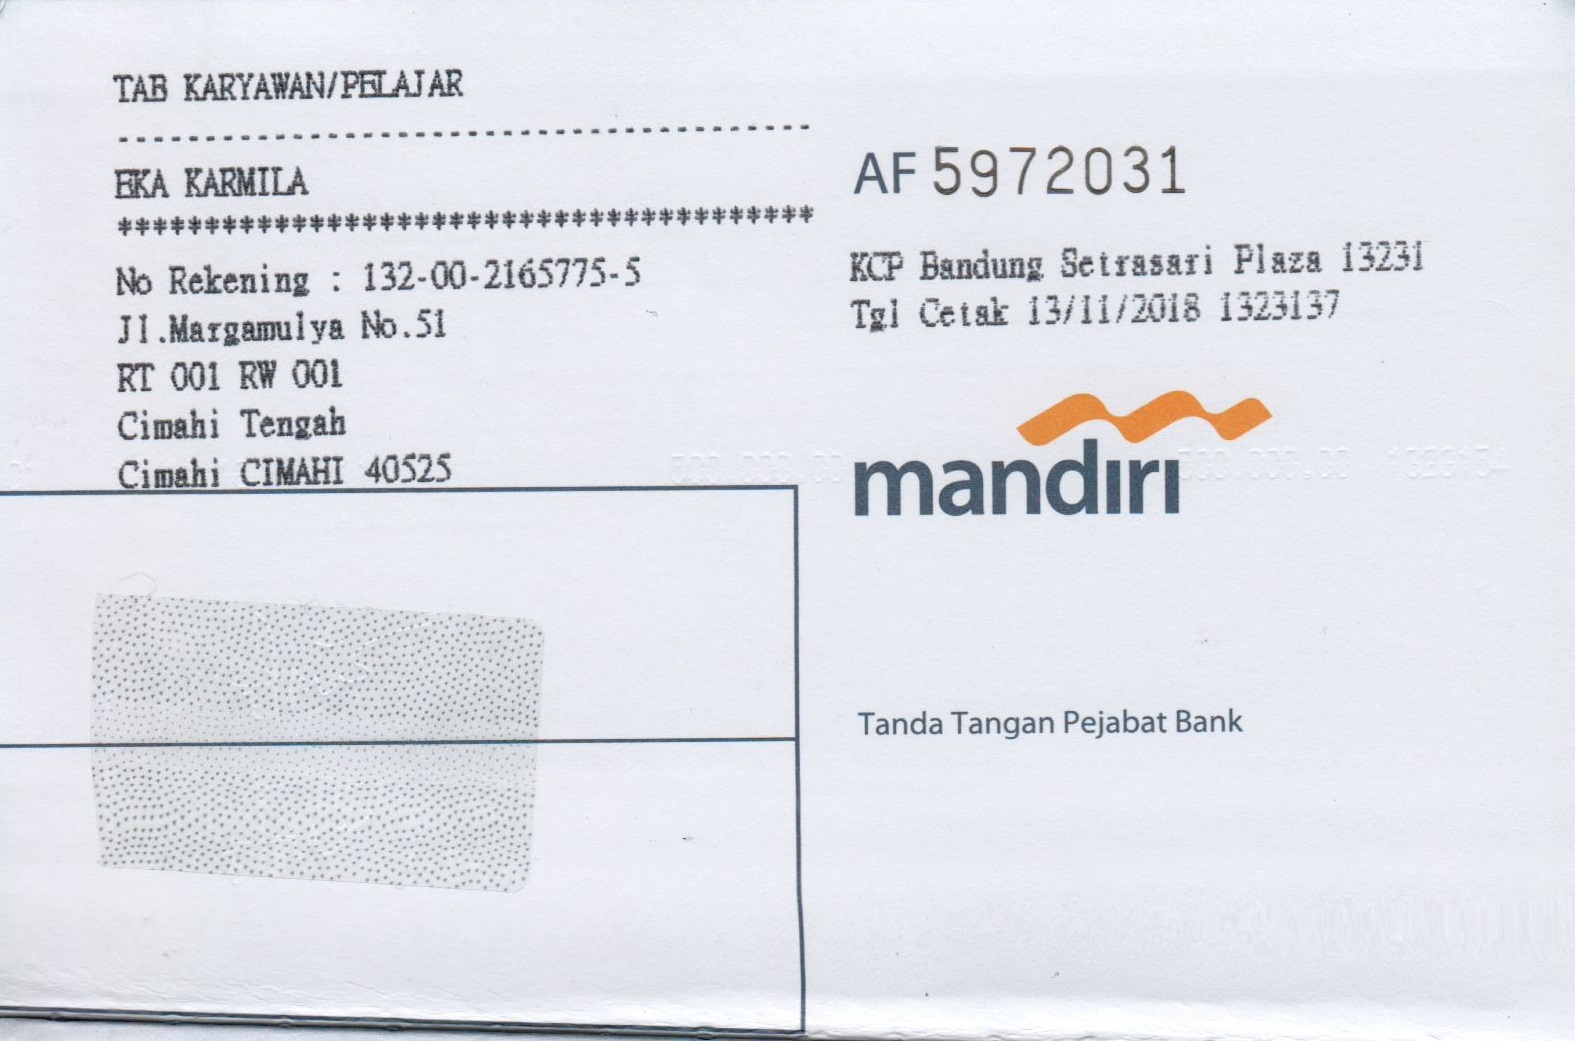 TAB KARYAWAN/PELAJAR
----------------------------------------
EKA KARMILA
****************************************
No Rekening : 132-00-2165775-5
Jl.Margamulya No.51
RT 001 RW 001
Cimahi Tengah
Cimahi CIMAHI 40525
AF 5972031
KCP Bandung Setrasari Plaza 13231
Tgl Cetak 13/11/2018 1323137
mandiri
Tanda Tangan Pejabat Bank